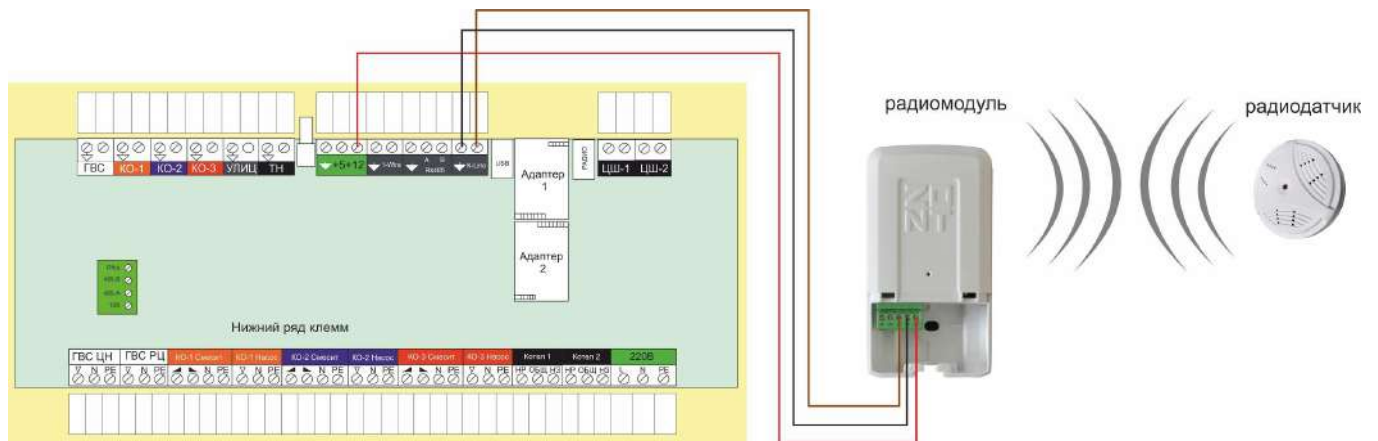 радиомодуль
радиодатчик
ГВС КО-1 КО-2 КО-3 УЛИЦ ТН
+5+12
1-Wire
A B
Rs485
K-Line
USB
Адаптер
1
РАДИО
ЦШ-1 ЦШ-2
Адаптер
2
Нижний ряд клемм
ГВС ЦН ГВС РЦ КО-1 Смесит КО-1 Насос КО-2 Смесит КО-2 Насос КО-3 Смесит КО-3 Насос Котел 1 Котел 2 220В
N PE N PE N PE N PE N PE N PE N PE N PE НР ОБЩ НЗ НР ОБЩ НЗ L N PE